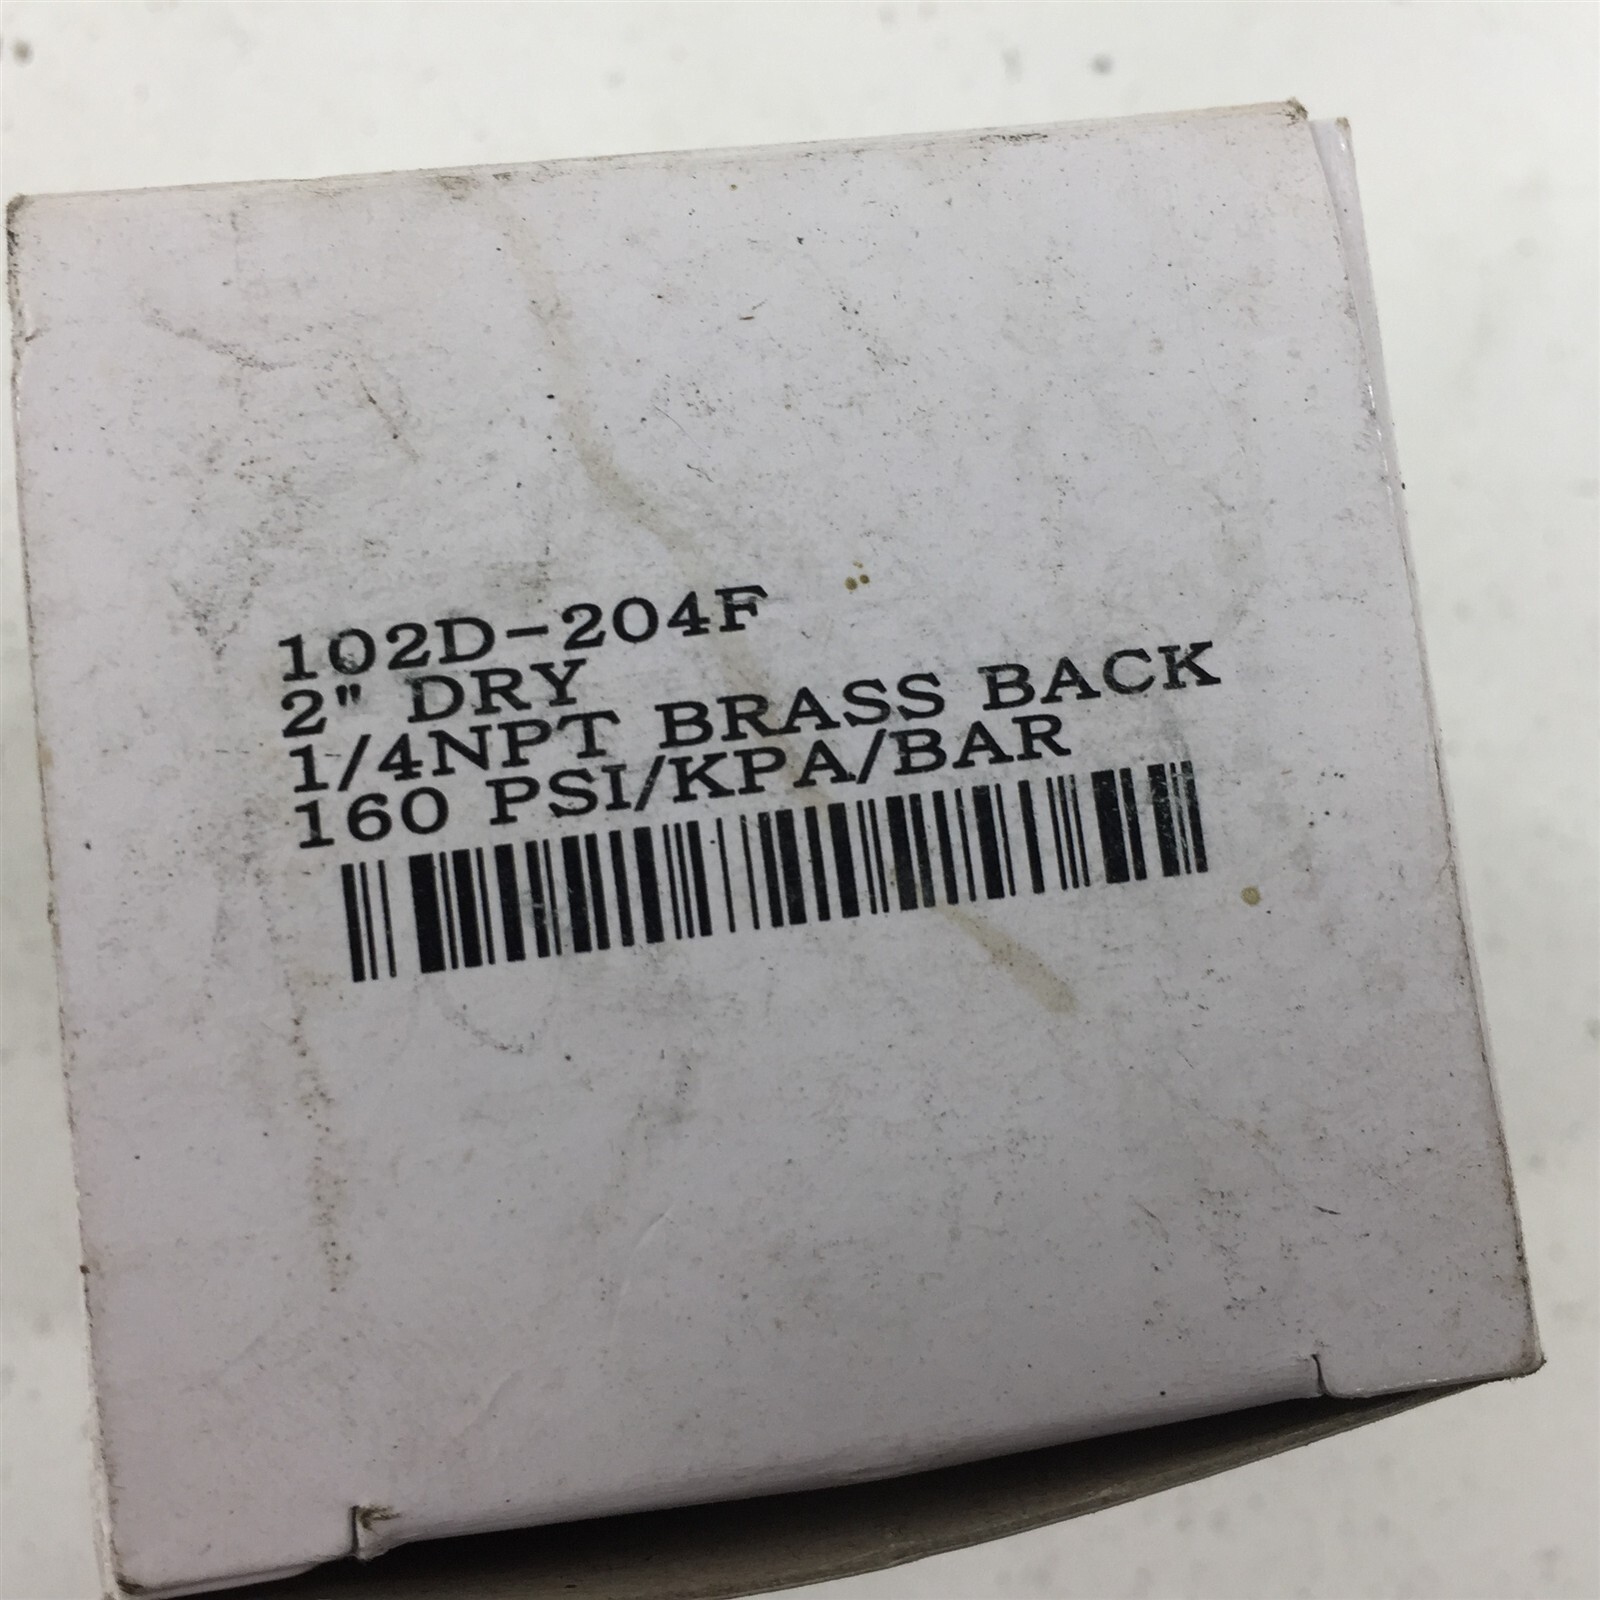 102D-204F
2" DRY
1/4NPT BRASS BACK
160 PSI/KPA/BAR